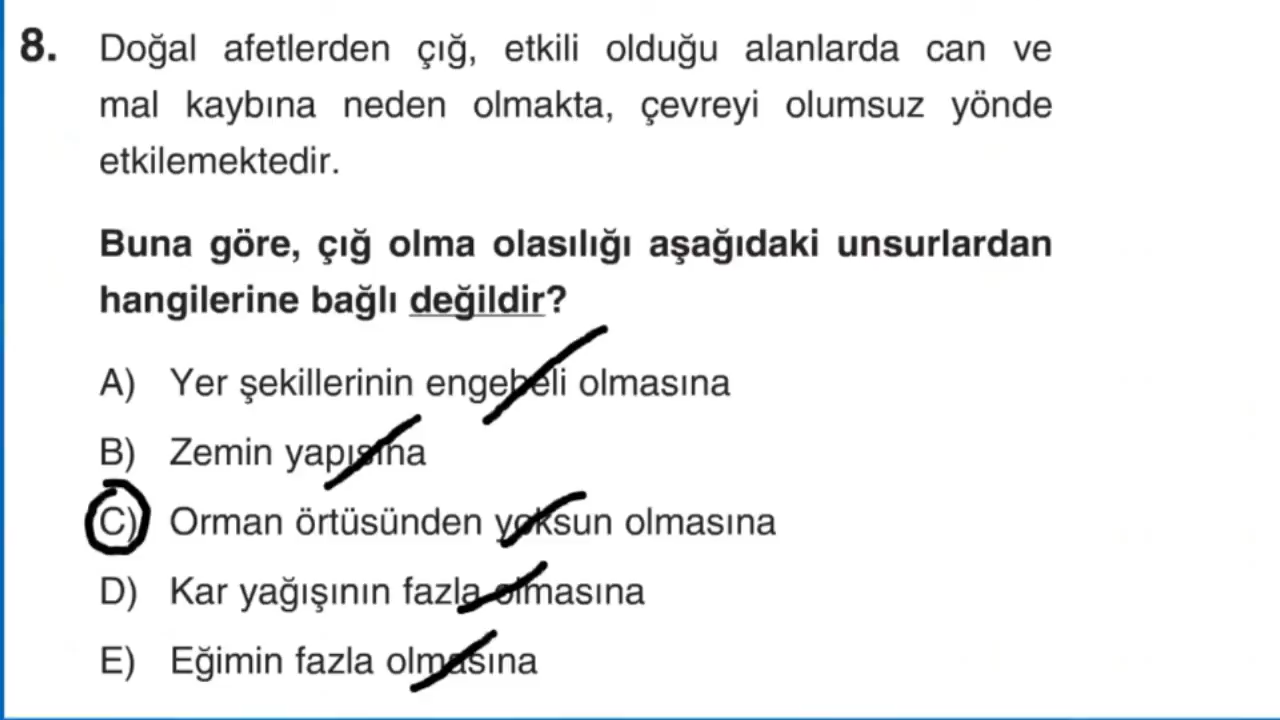 8. Doğal afetlerden çığ, etkili olduğu alanlarda can ve
mal kaybına neden olmakta, çevreyi olumsuz yönde
etkilemektedir.
Buna göre, çığ olma olasılığı aşağıdaki unsurlardan
hangilerine bağlı değildir?
A) Yer şekillerinin engebeli olmasına
B) Zemin yapısına
C) Orman örtüsünden yoksun olmasına
D) Kar yağışının fazla olmasına
E) Eğimin fazla olmasına